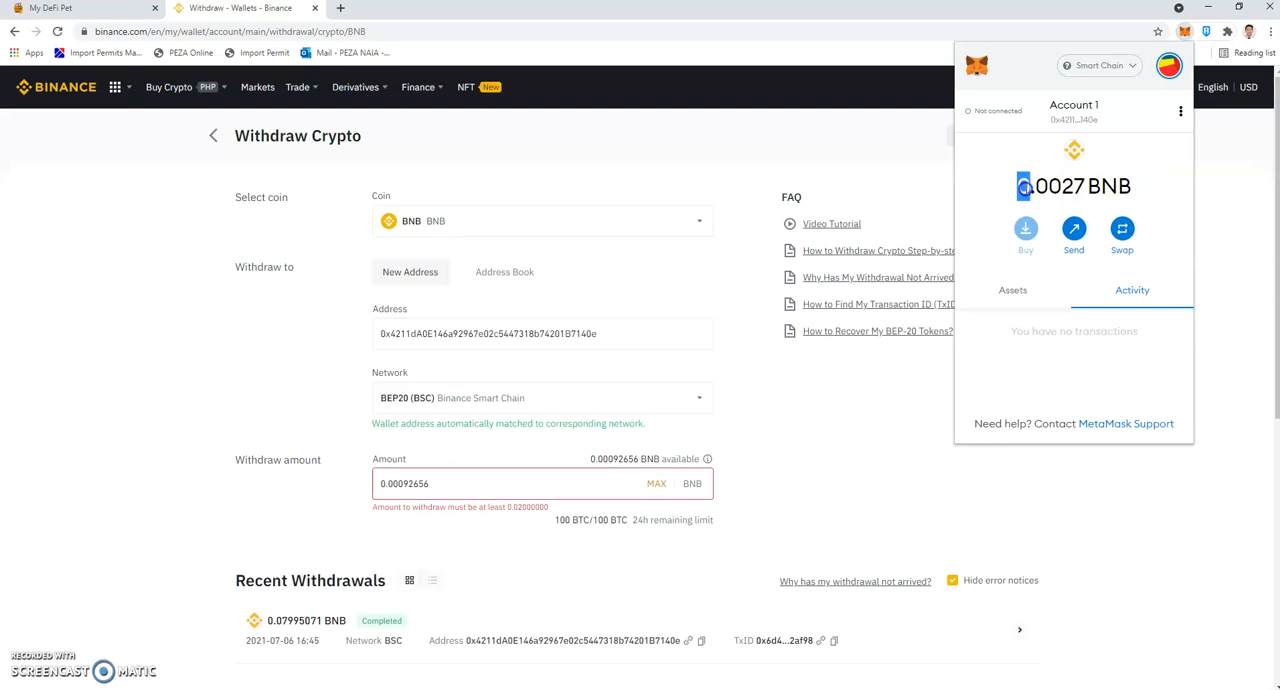 My DeFi Pet
Withdraw - Wallets - Binance
binance.com/en/my/wallet/account/main/withdrawal/crypto/BNB
Apps Import Permits Ma... PEZA Online Import Permit Mail - PEZA NAIA -... Reading list
BINANCE Buy Crypto PHP Markets Trade Derivatives Finance NFT New English USD
Withdraw Crypto
Select coin
Coin
BNB BNB
Withdraw to
New Address Address Book
Address
0x4211dA0E146a92967e02c5447318b74201B7140e
Network
BEP20 (BSC) Binance Smart Chain
Wallet address automatically matched to corresponding network.
Withdraw amount
Amount 0.00092656 BNB available
0.00092656 MAX BNB
Amount to withdraw must be at least 0.02000000
100 BTC/100 BTC 24h remaining limit
FAQ
Video Tutorial
How to Withdraw Crypto Step-by-ste
Why Has My Withdrawal Not Arrived
How to Find My Transaction ID (TxID
How to Recover My BEP-20 Tokens?
Smart Chain
Not connected
Account 1
0x4211...140e
0.0027 BNB
Buy Send Swap
Assets Activity
You have no transactions
Need help? Contact MetaMask Support
Recent Withdrawals
Why has my withdrawal not arrived? Hide error notices
0.07995071 BNB Completed
2021-07-06 16:45 Network BSC Address 0x4211dA0E146a92967e02c5447318b74201B7140e TxID 0x6d4...2af98
RECORDED WITH
SCREENCAST MATIC